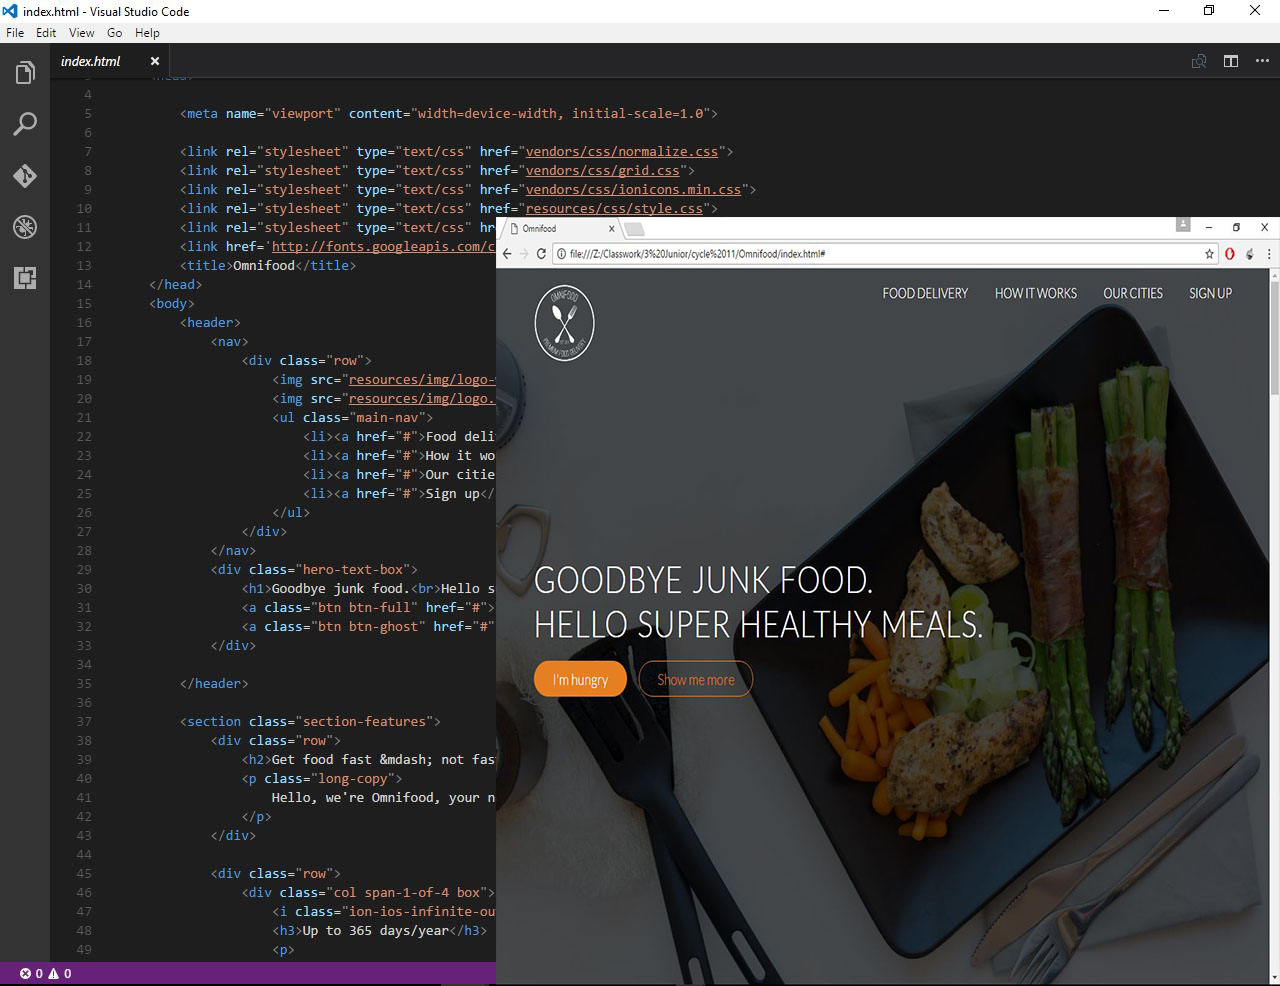 index.html - Visual Studio Code
File Edit View Go Help
index.html
4
5 <meta name="viewport" content="width=device-width, initial-scale=1.0">
6
7 <link rel="stylesheet" type="text/css" href="vendors/css/normalize.css">
8 <link rel="stylesheet" type="text/css" href="vendors/css/grid.css">
9 <link rel="stylesheet" type="text/css" href="vendors/css/ionicons.min.css">
10 <link rel="stylesheet" type="text/css" href="resources/css/style.css">
11 <link rel="stylesheet" type="text/css"
12 <link href='http://fonts.googleapis.com/c
13 <title>Omnifood</title>
14 </head>
15 <body>
16 <header>
17 <nav>
18 <div class="row">
19 <img src="resources/img/logo-
20 <img src="resources/img/logo.
21 <ul class="main-nav">
22 <li><a href="#">Food deli
23 <li><a href="#">How it wo
24 <li><a href="#">Our citie
25 <li><a href="#">Sign up</
26 </ul>
27 </div>
28 </nav>
29 <div class="hero-text-box">
30 <h1>Goodbye junk food.<br>Hello s
31 <a class="btn btn-full" href="#">
32 <a class="btn btn-ghost" href="#"
33 </div>
34
35 </header>
36
37 <section class="section-features">
38 <div class="row">
39 <h2>Get food fast &mdash; not fas
40 <p class="long-copy">
41 Hello, we're Omnifood, your n
42 </p>
43 </div>
44
45 <div class="row">
46 <div class="col span-1-of-4 box">
47 <i class="ion-ios-infinite-ou
48 <h3>Up to 365 days/year</h3>
49 <p>
0 0
Omnifood
file:///Z:/Classwork/3%20Junior/cycle%2011/Omnifood/index.html#
OMNIFOOD
PREMIUM FOOD DELIVERY
FOOD DELIVERY HOW IT WORKS OUR CITIES SIGN UP
GOODBYE JUNK FOOD.
HELLO SUPER HEALTHY MEALS.
I'm hungry Show me more